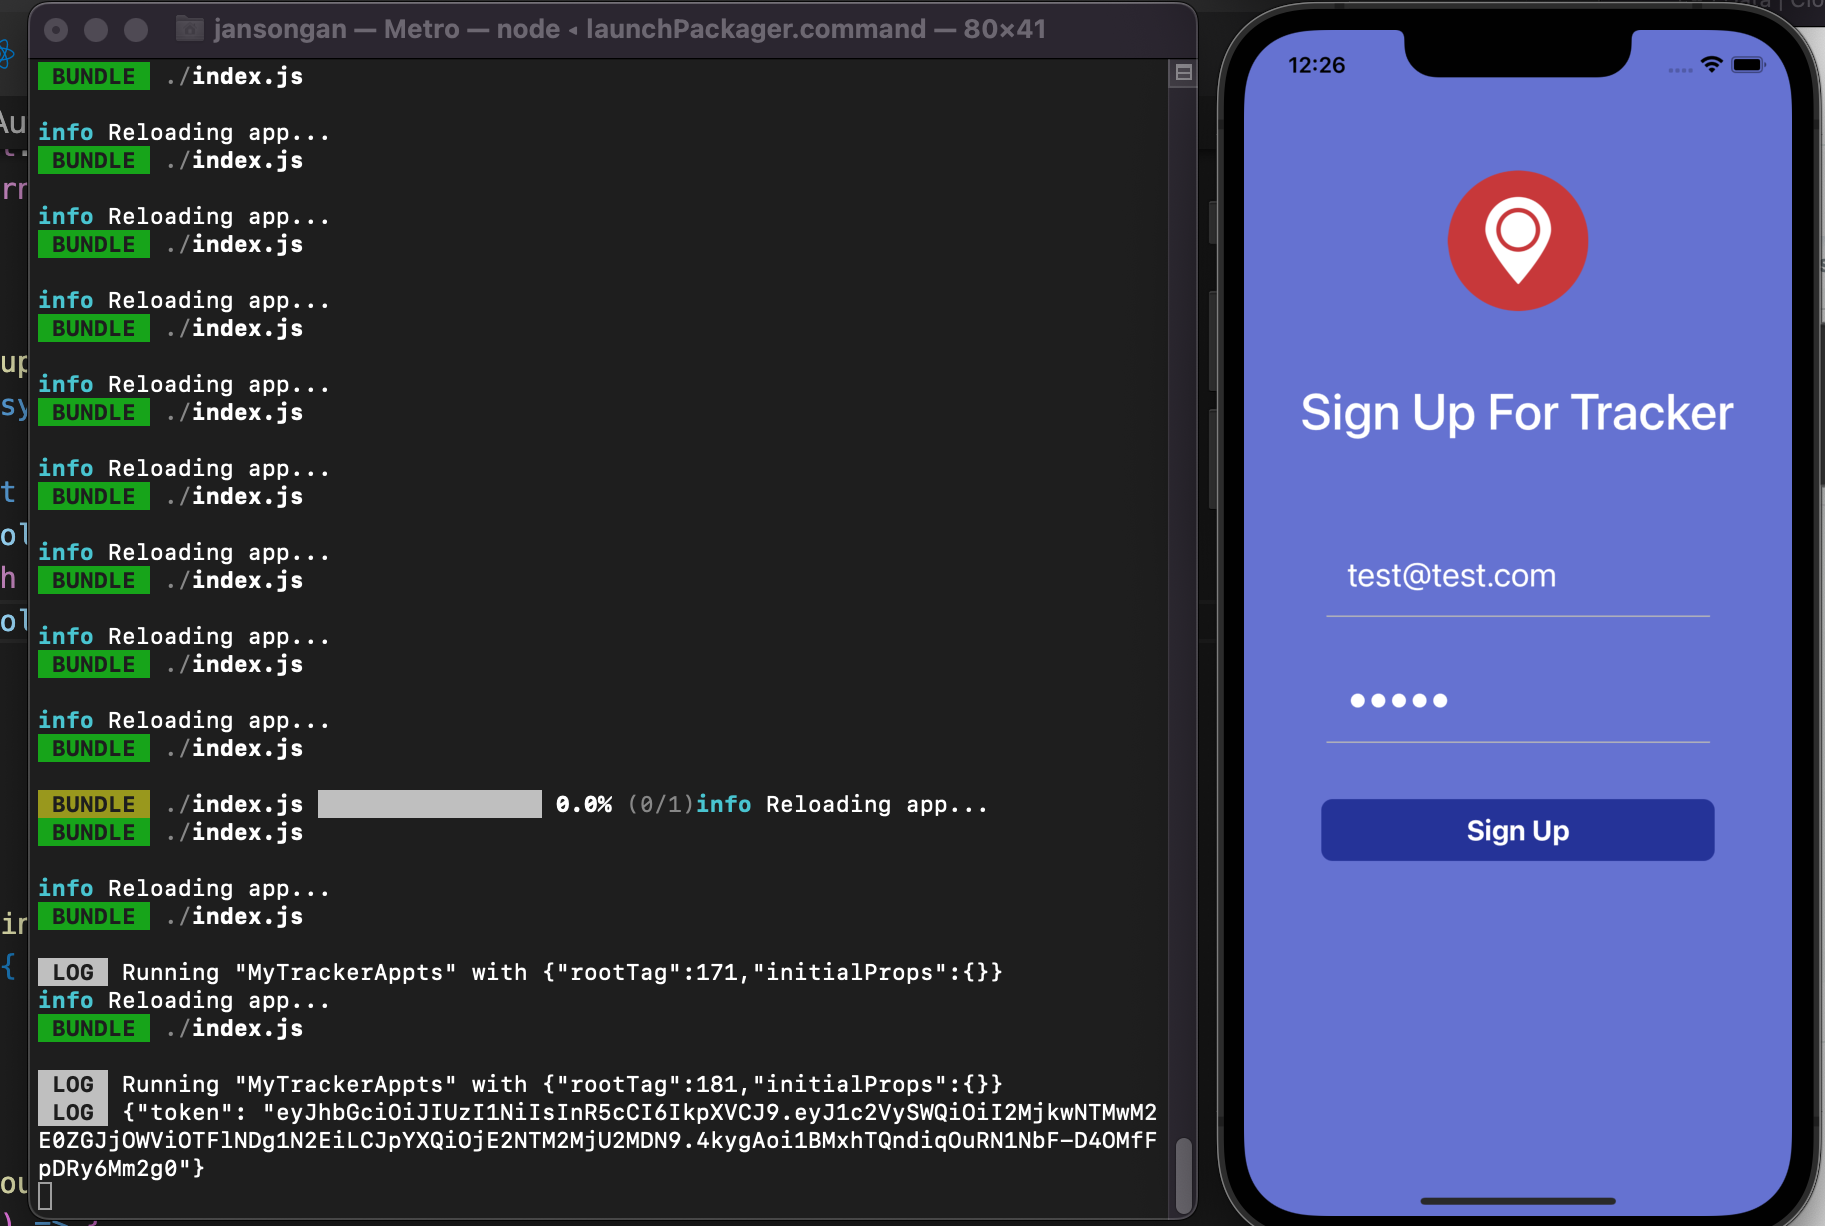 jansongan — Metro — node ◂ launchPackager.command — 80×41
BUNDLE ./index.js
info Reloading app...
BUNDLE ./index.js
info Reloading app...
BUNDLE ./index.js
info Reloading app...
BUNDLE ./index.js
info Reloading app...
BUNDLE ./index.js
info Reloading app...
BUNDLE ./index.js
info Reloading app...
BUNDLE ./index.js
info Reloading app...
BUNDLE ./index.js
info Reloading app...
BUNDLE ./index.js
BUNDLE ./index.js 0.0% (0/1)info Reloading app...
BUNDLE ./index.js
info Reloading app...
BUNDLE ./index.js
LOG Running "MyTrackerAppts" with {"rootTag":171,"initialProps":{}}
info Reloading app...
BUNDLE ./index.js
LOG Running "MyTrackerAppts" with {"rootTag":181,"initialProps":{}}
LOG {"token": "eyJhbGciOiJIUzI1NiIsInR5cCI6IkpXVCJ9.eyJ1c2VySWQiOiI2MjkwNTMwM2
E0ZGJjOWViOTFlNDg1N2EiLCJpYXQiOjE2NTM2MjU2MDN9.4kygAoi1BMxhTQndiqOuRN1NbF-D4OMfF
pDRy6Mm2g0"}
12:26
Sign Up For Tracker
test@test.com
•••••
Sign Up